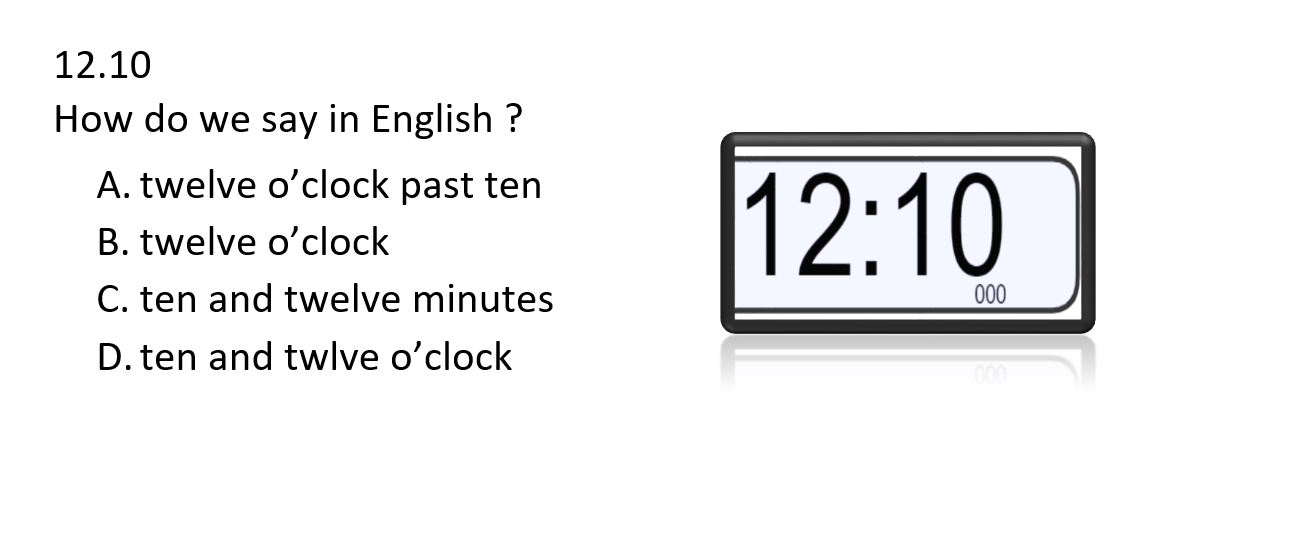 12.10
How do we say in English ?
A. twelve o’clock past ten
B. twelve o’clock
C. ten and twelve minutes
D. ten and twlve o’clock
12:10
000